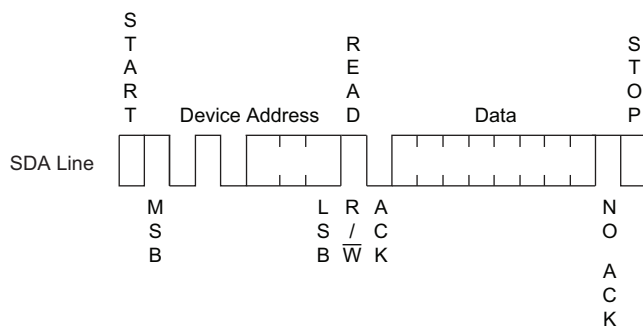 START
READ
STOP
Device Address
Data
SDA Line
MSB
LSB
R/W̅
ACK
NO ACK